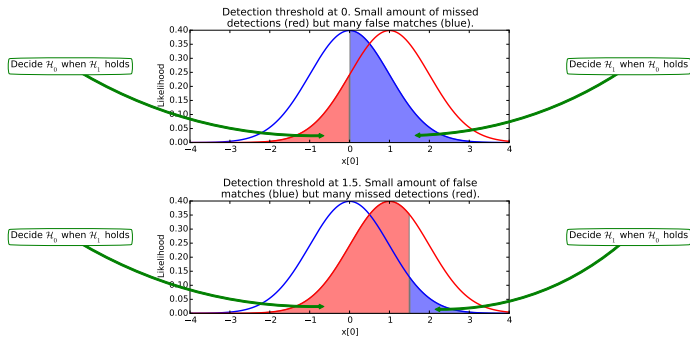 Detection threshold at 0. Small amount of missed
detections (red) but many false matches (blue).
Decide ℋ₀ when ℋ₁ holds
Decide ℋ₁ when ℋ₀ holds
Likelihood
0.40
0.35
0.30
0.25
0.20
0.15
0.10
0.05
0.00
−4 −3 −2 −1 0 1 2 3 4
x[0]
Detection threshold at 1.5. Small amount of false
matches (blue) but many missed detections (red).
Decide ℋ₀ when ℋ₁ holds
Decide ℋ₁ when ℋ₀ holds
Likelihood
0.40
0.35
0.30
0.25
0.20
0.15
0.10
0.05
0.00
−4 −3 −2 −1 0 1 2 3 4
x[0]